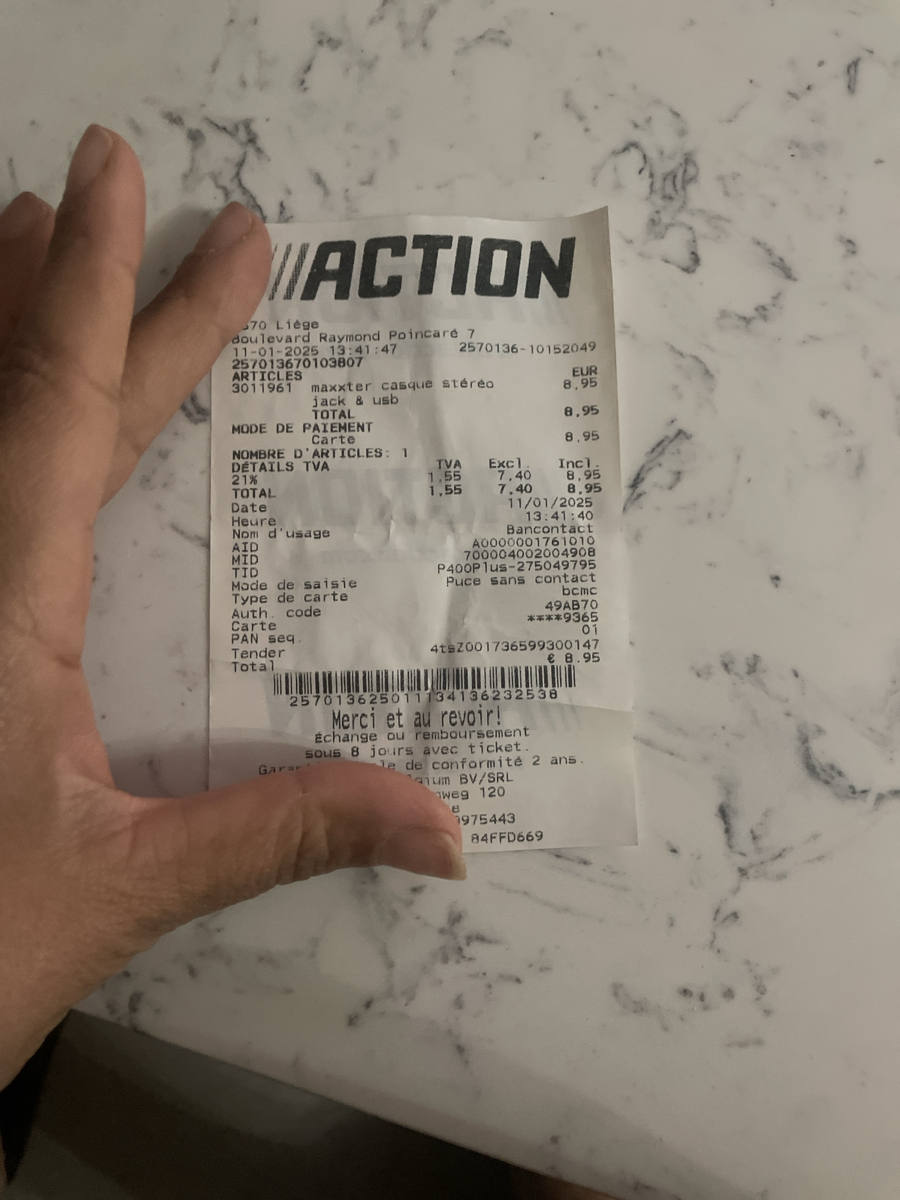 ACTION
Liège
Boulevard Raymond Poincaré 7
11-01-2025 13:41:47 2570136-10152049
257013670103807
ARTICLES EUR
3011961 maxxter casque stéréo 8,95
jack & usb
TOTAL 8,95
MODE DE PAIEMENT
Carte 8,95
NOMBRE D'ARTICLES: 1
DÉTAILS TVA TVA Excl. Incl.
21% 1,55 7,40 8,95
TOTAL 1,55 7,40 8,95
Date 11/01/2025
Heure 13:41:40
Nom d'usage Bancontact
AID A0000001761010
MID 700004002004908
TID P400Plus-275049795
Mode de saisie Puce sans contact
Type de carte bcmc
Auth. code 49AB70
Carte ****9365
PAN seq. 01
Tender 4tsZ001736599300147
Total € 8.95
2570136250111134136232538
Merci et au revoir!
Échange ou remboursement
sous 8 jours avec ticket.
de conformité 2 ans.
BV/SRL
120
84FFD669